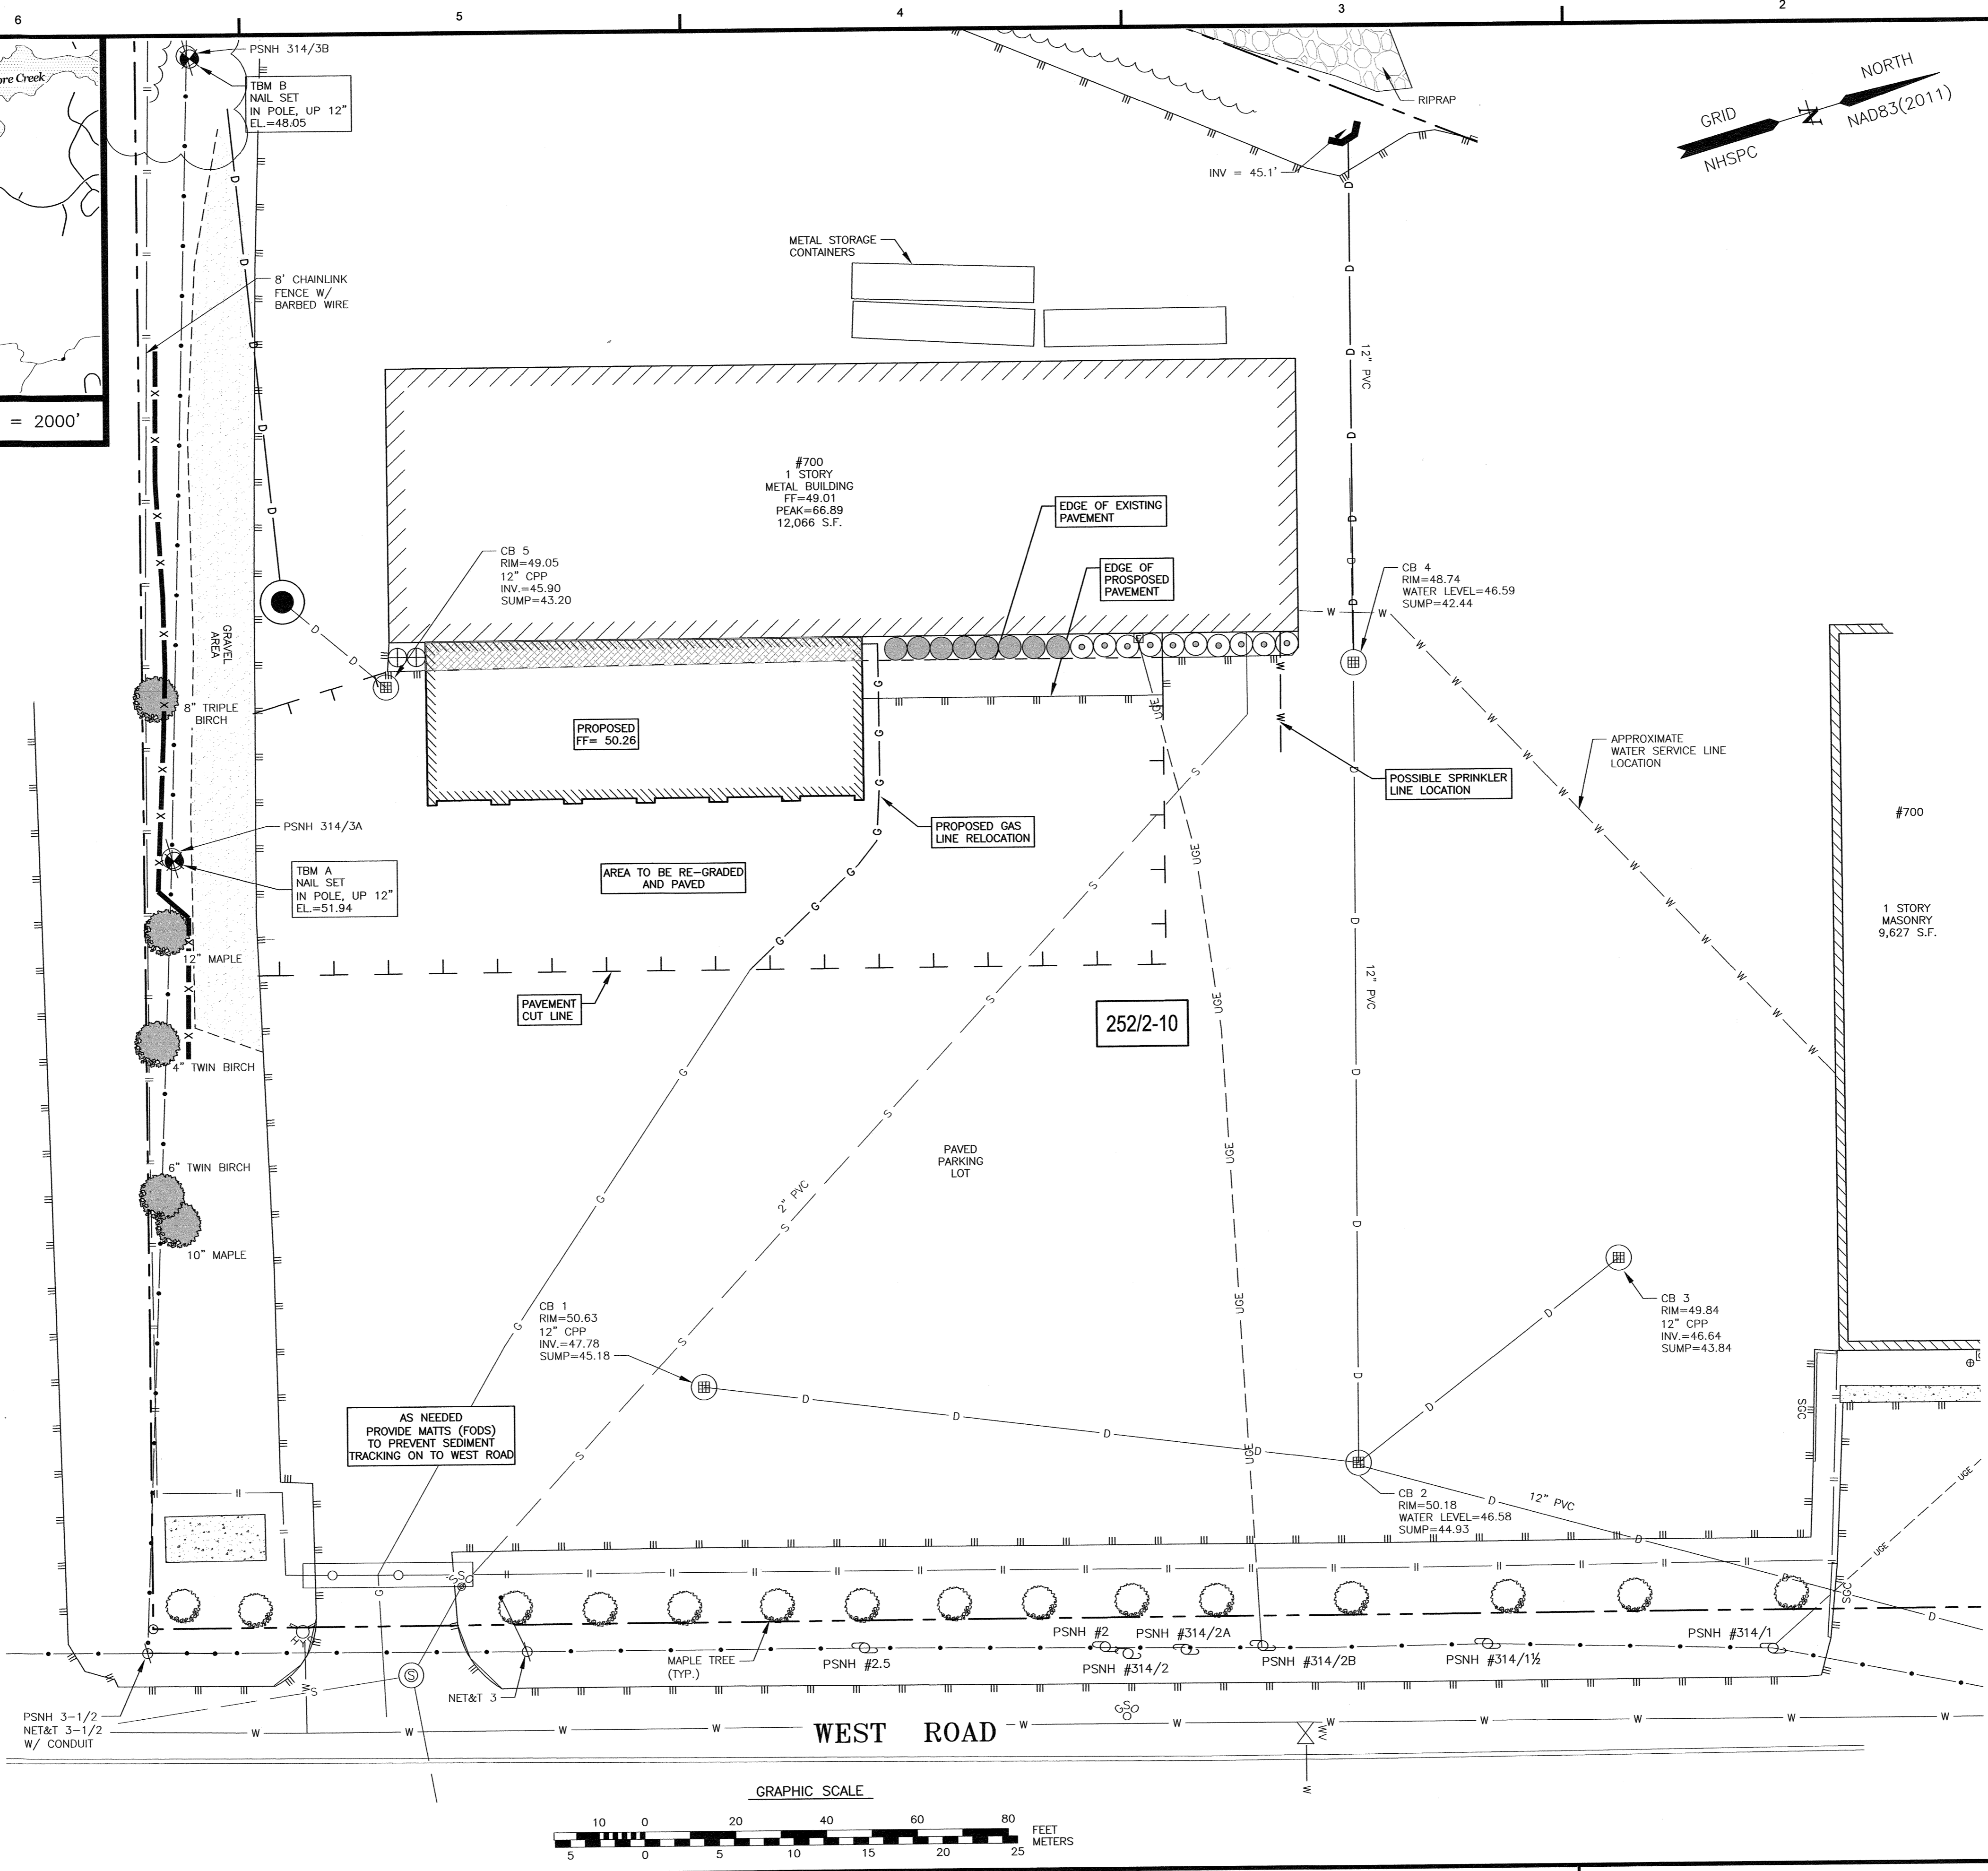 6
5
4
3
2
ore Creek
= 2000'
PSNH 314/3B
TBM B
NAIL SET
IN POLE, UP 12"
EL.=48.05
RIPRAP
INV = 45.1'
GRID
NORTH
N
NHSPC
NAD83(2011)
METAL STORAGE
CONTAINERS
8' CHAINLINK
FENCE W/
BARBED WIRE
12" PVC
#700
1 STORY
METAL BUILDING
FF=49.01
PEAK=66.89
12,066 S.F.
EDGE OF EXISTING
PAVEMENT
EDGE OF
PROSPOSED
PAVEMENT
CB 5
RIM=49.05
12" CPP
INV.=45.90
SUMP=43.20
CB 4
RIM=48.74
WATER LEVEL=46.59
SUMP=42.44
GRAVEL
AREA
8" TRIPLE
BIRCH
PROPOSED
FF= 50.26
APPROXIMATE
WATER SERVICE LINE
LOCATION
POSSIBLE SPRINKLER
LINE LOCATION
#700
PSNH 314/3A
PROPOSED GAS
LINE RELOCATION
TBM A
NAIL SET
IN POLE, UP 12"
EL.=51.94
AREA TO BE RE-GRADED
AND PAVED
1 STORY
MASONRY
9,627 S.F.
12" MAPLE
12" PVC
PAVEMENT
CUT LINE
252/2-10
4" TWIN BIRCH
PAVED
PARKING
LOT
6" TWIN BIRCH
2" PVC
10" MAPLE
CB 1
RIM=50.63
12" CPP
INV.=47.78
SUMP=45.18
CB 3
RIM=49.84
12" CPP
INV.=46.64
SUMP=43.84
AS NEEDED
PROVIDE MATTS (FODS)
TO PREVENT SEDIMENT
TRACKING ON TO WEST ROAD
SGC
CB 2
RIM=50.18
WATER LEVEL=46.58
SUMP=44.93
12" PVC
UGE
UGE
SGC
MAPLE TREE
(TYP.)
PSNH #2.5
PSNH #2
PSNH #314/2
PSNH #314/2A
PSNH #314/2B
PSNH #314/1½
PSNH #314/1
NET&T 3
PSNH 3-1/2
NET&T 3-1/2
W/ CONDUIT
GSO
WV
WEST ROAD
GRAPHIC SCALE
10 0 20 40 60 80
FEET
METERS
5 0 5 10 15 20 25